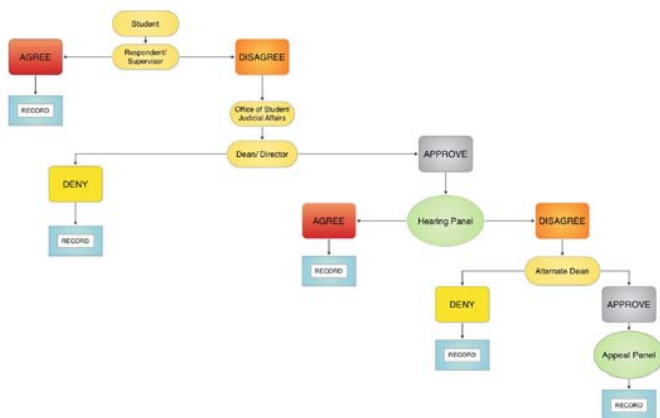 Student
AGREE
Respondent/
Supervisor
DISAGREE
RECORD
Office of Student
Judicial Affairs
Dean/ Director
APPROVE
DENY
RECORD
AGREE
Hearing Panel
DISAGREE
RECORD
Alternate Dean
DENY
APPROVE
RECORD
Appeal Panel
RECORD